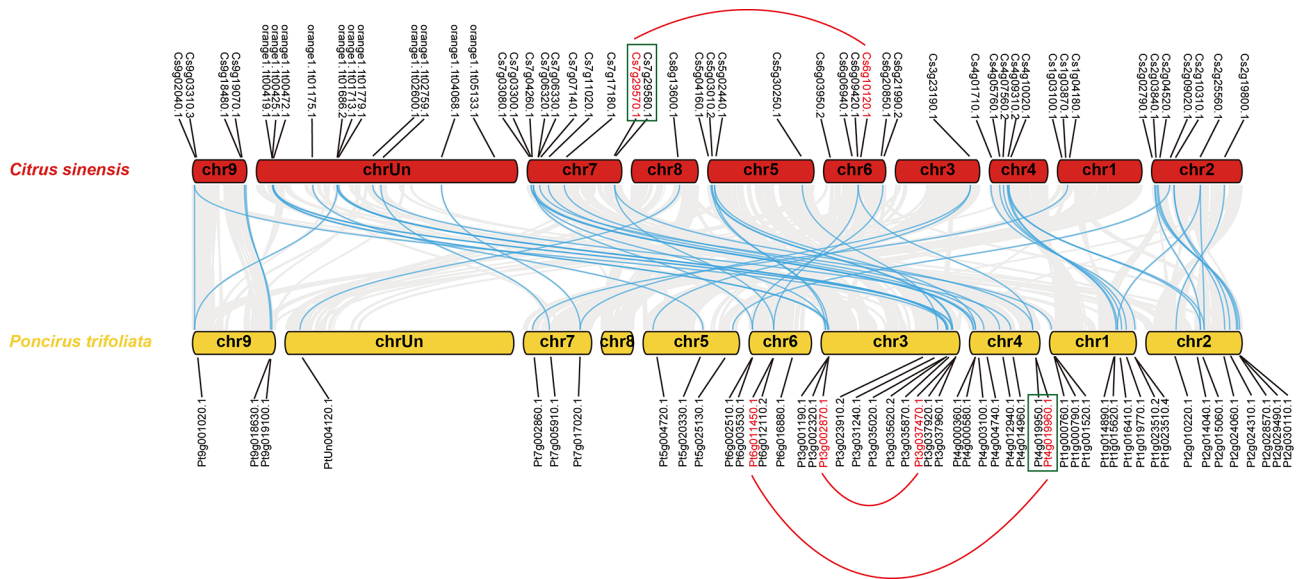 Cs9g02040.1
Cs9g03310.3
Cs9g18480.1
Cs9g19070.1
orange1.1t00419.1
orange1.1t00425.1
orange1.1t00472.1
orange1.1t01175.1
orange1.1t01686.2
orange1.1t01713.2
orange1.1t01773.1
orange1.1t02600.1
orange1.1t02759.1
orange1.1t04068.1
orange1.1t05133.1
Cs7g03080.1
Cs7g03300.1
Cs7g04260.1
Cs7g06320.1
Cs7g06330.1
Cs7g07140.1
Cs7g11020.1
Cs7g17180.1
Cs7g29570.1
Cs7g29580.1
Cs8g13600.1
Cs5g04160.1
Cs5g03010.2
Cs5g02440.1
Cs5g30250.1
Cs6g03950.2
Cs6g06940.1
Cs6g09420.1
Cs6g10120.1
Cs6g20850.1
Cs6g21990.2
Cs3g23190.1
Cs4g01710.1
Cs4g05760.1
Cs4g07560.2
Cs4g09310.2
Cs4g10020.1
Cs1g03100.1
Cs1g03870.1
Cs1g04180.1
Cs2g02790.1
Cs2g03840.1
Cs2g04520.1
Cs2g09020.1
Cs2g10310.1
Cs2g25560.1
Cs2g19800.1
Citrus sinensis
chr9
chrUn
chr7
chr8
chr5
chr6
chr3
chr4
chr1
chr2
Poncirus trifoliata
chr9
chrUn
chr7
chr8
chr5
chr6
chr3
chr4
chr1
chr2
Pt9g001020.1
Pt9g018630.1
Pt9g019100.1
PtUn004120.1
Pt7g002860.1
Pt7g005910.1
Pt7g017020.1
Pt5g004720.1
Pt5g020330.1
Pt5g025130.1
Pt6g002510.1
Pt6g003530.1
Pt6g011450.1
Pt6g012110.2
Pt6g016880.1
Pt3g001190.1
Pt3g002320.1
Pt3g002870.1
Pt3g023910.2
Pt3g031240.1
Pt3g035020.1
Pt3g035620.2
Pt3g035870.1
Pt3g037470.1
Pt3g037920.1
Pt3g037960.1
Pt4g000360.1
Pt4g000580.1
Pt4g003100.1
Pt4g004740.1
Pt4g012940.1
Pt4g014960.1
Pt4g019950.1
Pt4g019960.1
Pt1g000760.1
Pt1g000790.1
Pt1g001520.1
Pt1g014890.1
Pt1g015620.1
Pt1g016410.1
Pt1g019770.1
Pt1g023510.2
Pt1g023510.4
Pt2g010220.1
Pt2g014040.1
Pt2g015060.1
Pt2g024060.1
Pt2g024310.1
Pt2g028570.1
Pt2g029490.1
Pt2g030110.1